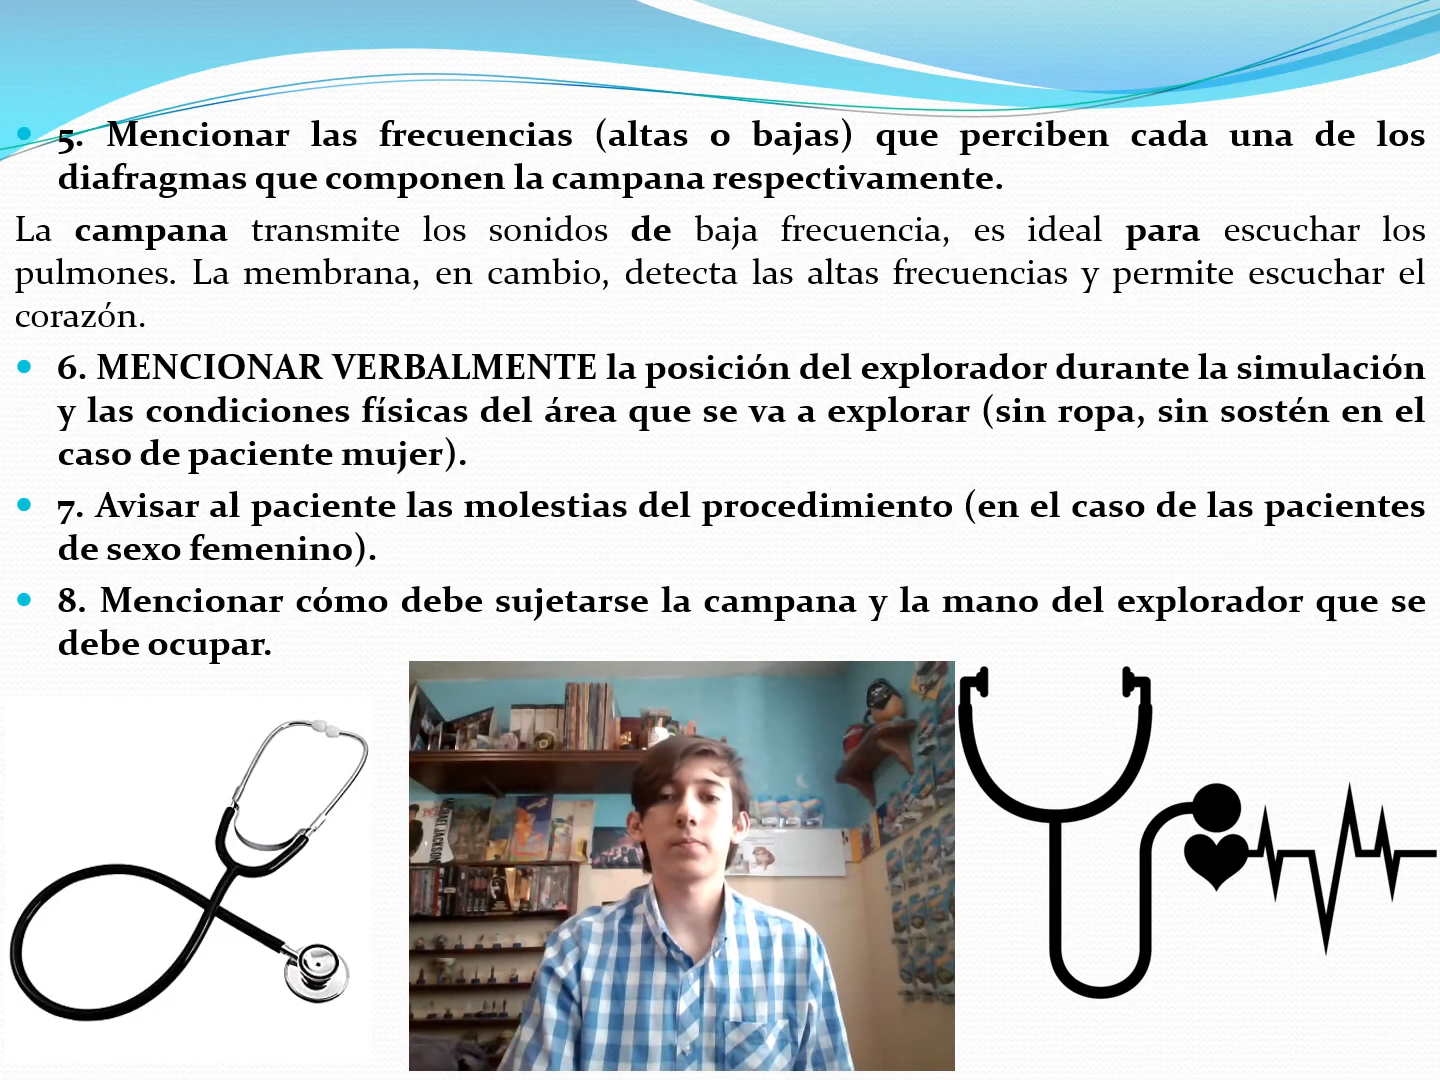 5. Mencionar las frecuencias (altas o bajas) que perciben cada una de los
diafragmas que componen la campana respectivamente.
La campana transmite los sonidos de baja frecuencia, es ideal para escuchar los
pulmones. La membrana, en cambio, detecta las altas frecuencias y permite escuchar el
corazón.
6. MENCIONAR VERBALMENTE la posición del explorador durante la simulación
y las condiciones físicas del área que se va a explorar (sin ropa, sin sostén en el
caso de paciente mujer).
7. Avisar al paciente las molestias del procedimiento (en el caso de las pacientes
de sexo femenino).
8. Mencionar cómo debe sujetarse la campana y la mano del explorador que se
debe ocupar.
MICHAEL JACKSON